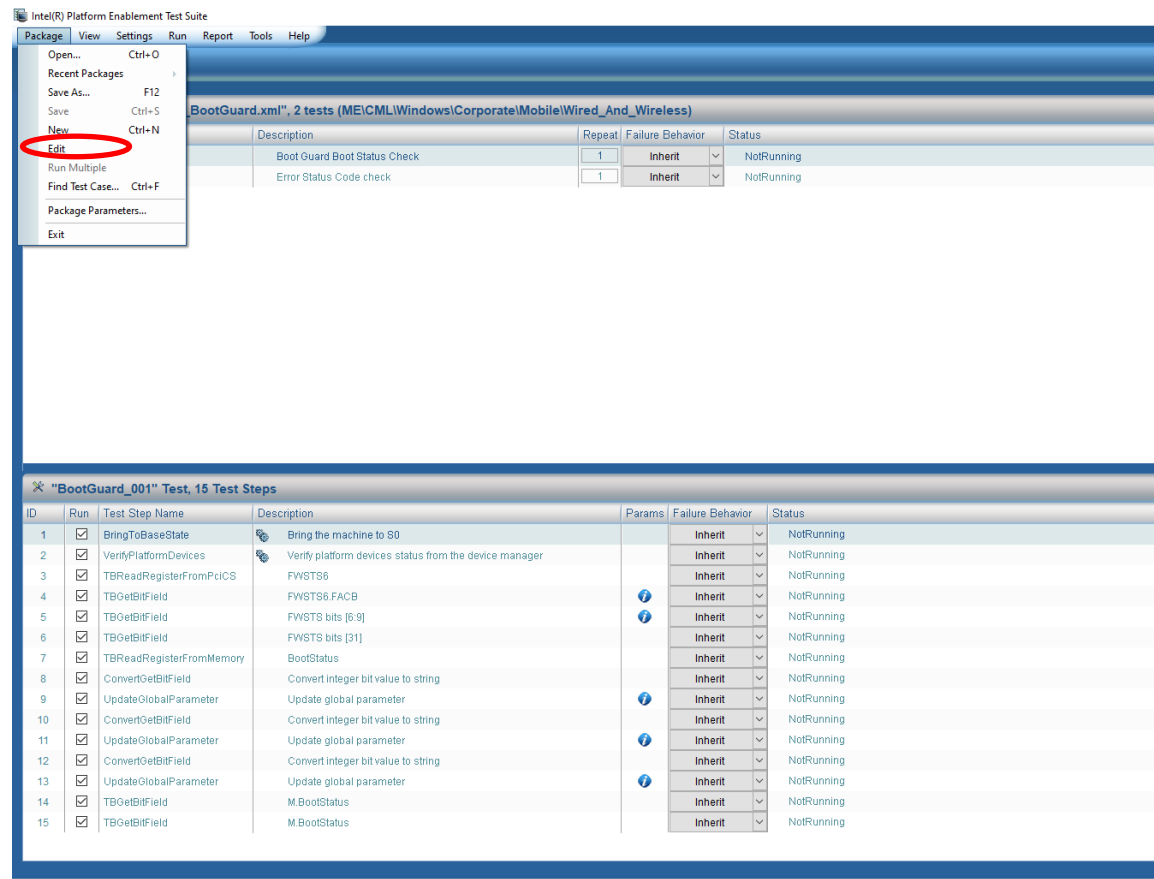 Intel(R) Platform Enablement Test Suite
Package View Settings Run Report Tools Help
Open... Ctrl+O
Recent Packages
Save As... F12
Save Ctrl+S
New Ctrl+N
Edit
Run Multiple
Find Test Case... Ctrl+F
Package Parameters...
Exit
_BootGuard.xml", 2 tests (ME\CML\Windows\Corporate\Mobile\Wired_And_Wireless)
Description Repeat Failure Behavior Status
Boot Guard Boot Status Check 1 Inherit NotRunning
Error Status Code check 1 Inherit NotRunning
"BootGuard_001" Test, 15 Test Steps
ID Run Test Step Name Description Params Failure Behavior Status
1 BringToBaseState Bring the machine to S0 Inherit NotRunning
2 VerifyPlatformDevices Verify platform devices status from the device manager Inherit NotRunning
3 TBReadRegisterFromPciCS FWSTS6 Inherit NotRunning
4 TBGetBitField FWSTS6.FACB Inherit NotRunning
5 TBGetBitField FWSTS bits [6:9] Inherit NotRunning
6 TBGetBitField FWSTS bits [31] Inherit NotRunning
7 TBReadRegisterFromMemory BootStatus Inherit NotRunning
8 ConvertGetBitField Convert integer bit value to string Inherit NotRunning
9 UpdateGlobalParameter Update global parameter Inherit NotRunning
10 ConvertGetBitField Convert integer bit value to string Inherit NotRunning
11 UpdateGlobalParameter Update global parameter Inherit NotRunning
12 ConvertGetBitField Convert integer bit value to string Inherit NotRunning
13 UpdateGlobalParameter Update global parameter Inherit NotRunning
14 TBGetBitField M.BootStatus Inherit NotRunning
15 TBGetBitField M.BootStatus Inherit NotRunning